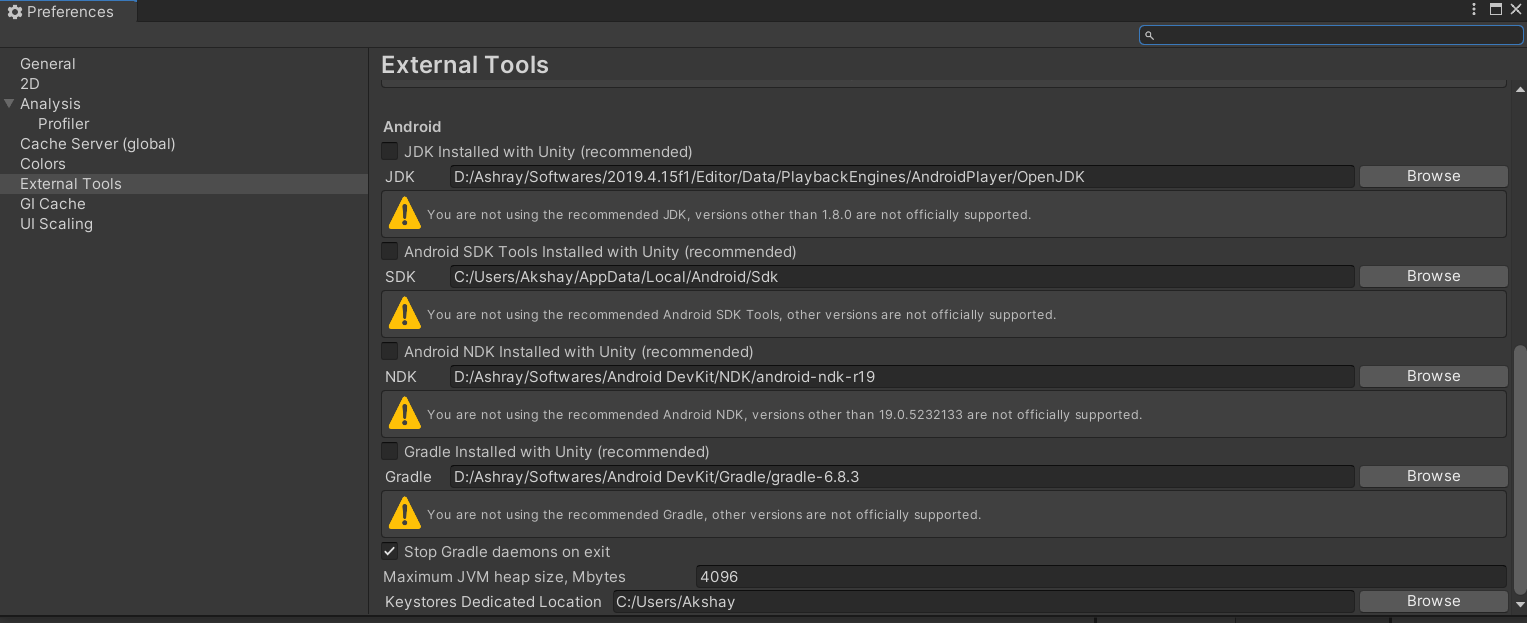 Preferences
General
2D
Analysis
Profiler
Cache Server (global)
Colors
External Tools
GI Cache
UI Scaling
External Tools
Android
JDK Installed with Unity (recommended)
JDK D:/Ashray/Softwares/2019.4.15f1/Editor/Data/PlaybackEngines/AndroidPlayer/OpenJDK Browse
You are not using the recommended JDK, versions other than 1.8.0 are not officially supported.
Android SDK Tools Installed with Unity (recommended)
SDK C:/Users/Akshay/AppData/Local/Android/Sdk Browse
You are not using the recommended Android SDK Tools, other versions are not officially supported.
Android NDK Installed with Unity (recommended)
NDK D:/Ashray/Softwares/Android DevKit/NDK/android-ndk-r19 Browse
You are not using the recommended Android NDK, versions other than 19.0.5232133 are not officially supported.
Gradle Installed with Unity (recommended)
Gradle D:/Ashray/Softwares/Android DevKit/Gradle/gradle-6.8.3 Browse
You are not using the recommended Gradle, other versions are not officially supported.
Stop Gradle daemons on exit
Maximum JVM heap size, Mbytes 4096
Keystores Dedicated Location C:/Users/Akshay Browse